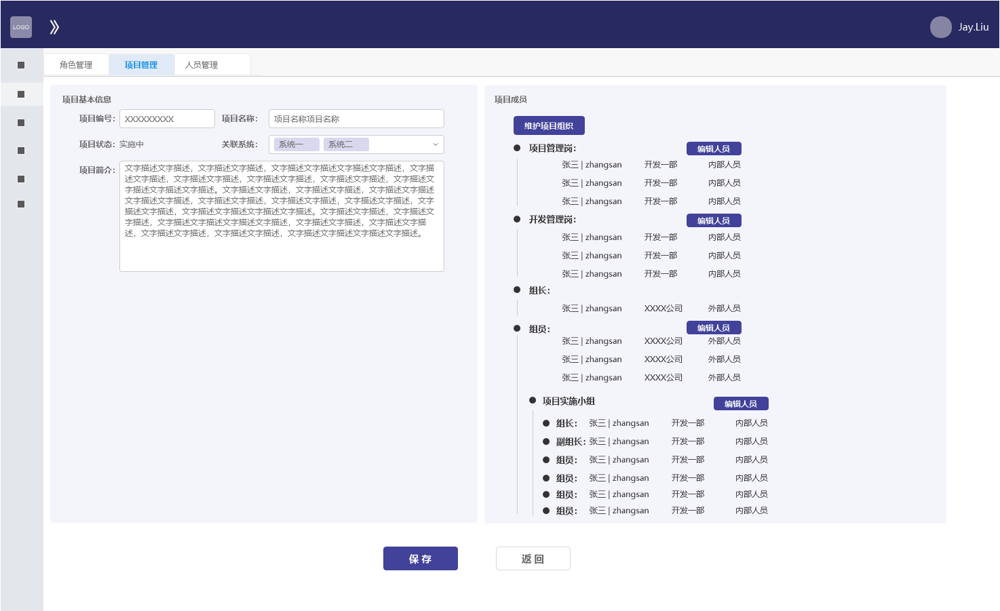 LOGO
Jay.Liu
角色管理 项目管理 人员管理
项目基本信息
项目编号： XXXXXXXXX 项目名称： 项目名称项目名称
项目状态： 实施中 关联系统： 系统一 系统二
项目简介： 文字描述文字描述，文字描述文字描述，文字描述文字描述文字描述文字描述，文字描
述文字描述，文字描述文字描述，文字描述文字描述，文字描述文字描述，文字描述文
字描述文字描述文字描述。文字描述文字描述，文字描述文字描述，文字描述文字描述
文字描述文字描述，文字描述文字描述，文字描述文字描述，文字描述文字描述，文字
描述文字描述，文字描述文字描述文字描述文字描述。文字描述文字描述，文字描述文
字描述，文字描述文字描述文字描述文字描述，文字描述文字描述，文字描述文字描
述，文字描述文字描述，文字描述文字描述，文字描述文字描述文字描述文字描述。
项目成员
维护项目组织
项目管理岗： 编辑人员
张三 | zhangsan 开发一部 内部人员
张三 | zhangsan 开发一部 内部人员
张三 | zhangsan 开发一部 内部人员
开发管理岗： 编辑人员
张三 | zhangsan 开发一部 内部人员
张三 | zhangsan 开发一部 内部人员
张三 | zhangsan 开发一部 内部人员
组长：
张三 | zhangsan XXXX公司 外部人员
组员： 编辑人员
张三 | zhangsan XXXX公司 外部人员
张三 | zhangsan XXXX公司 外部人员
张三 | zhangsan XXXX公司 外部人员
项目实施小组 编辑人员
组长： 张三 | zhangsan 开发一部 内部人员
副组长： 张三 | zhangsan 开发一部 内部人员
组员： 张三 | zhangsan 开发一部 内部人员
组员： 张三 | zhangsan 开发一部 内部人员
组员： 张三 | zhangsan 开发一部 内部人员
组员： 张三 | zhangsan 开发一部 内部人员
保 存 返 回